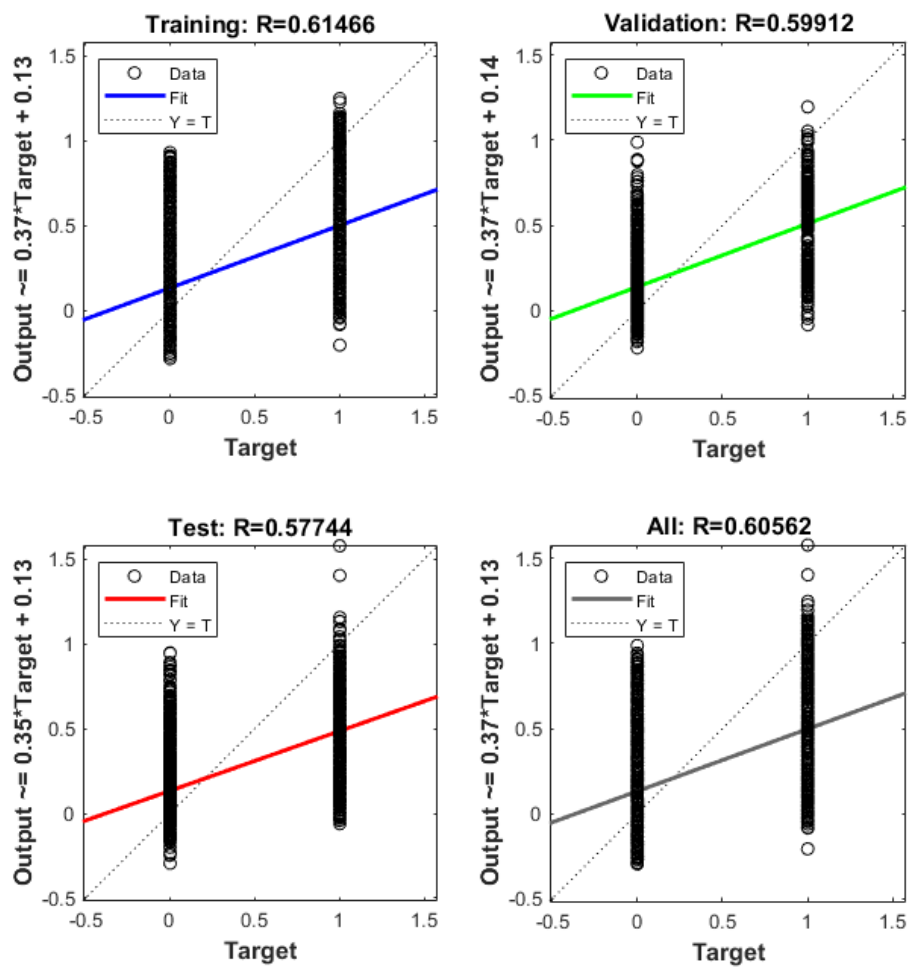 Training: R=0.61466
Output ~= 0.37*Target + 0.13
1.5
1
0.5
0
-0.5
Data
Fit
Y = T
-0.5
0
0.5
1
1.5
Target
Validation: R=0.59912
Output ~= 0.37*Target + 0.14
1.5
1
0.5
0
-0.5
Data
Fit
Y = T
-0.5
0
0.5
1
1.5
Target
Test: R=0.57744
Output ~= 0.35*Target + 0.13
1.5
1
0.5
0
-0.5
Data
Fit
Y = T
-0.5
0
0.5
1
1.5
Target
All: R=0.60562
Output ~= 0.37*Target + 0.13
1.5
1
0.5
0
-0.5
Data
Fit
Y = T
-0.5
0
0.5
1
1.5
Target